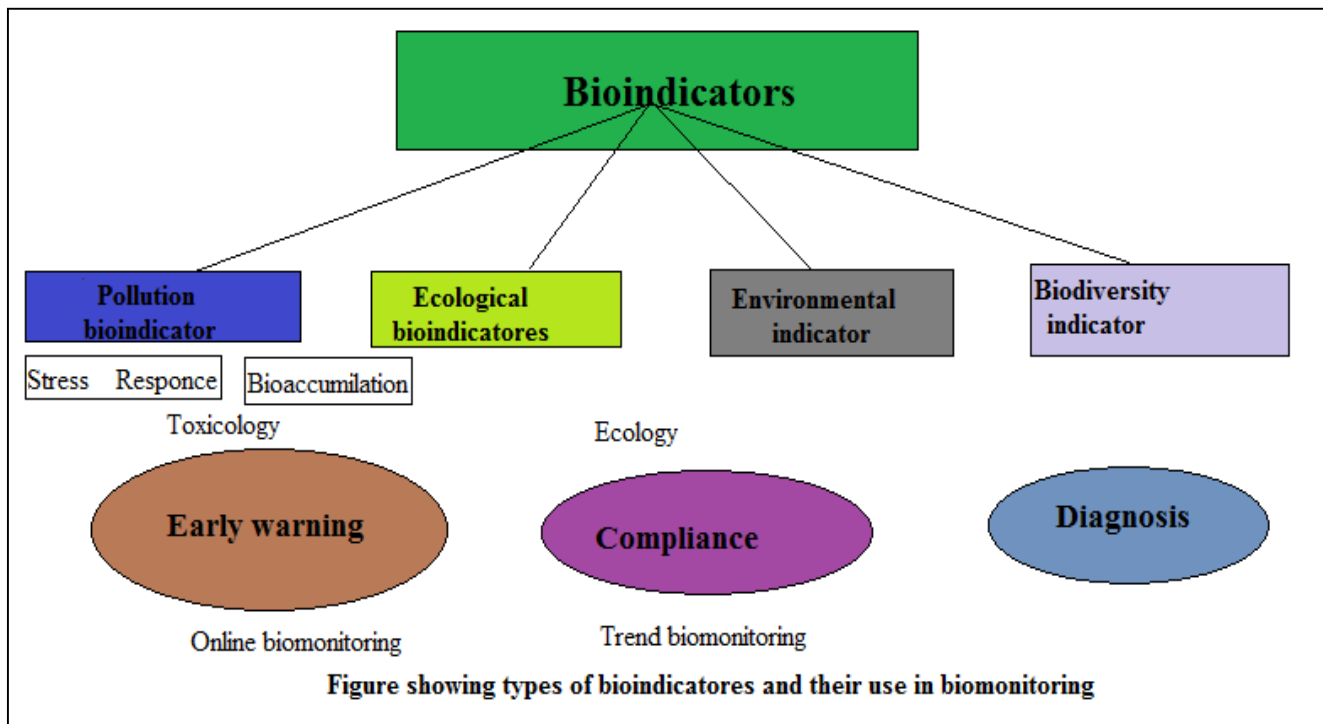 Bioindicators
Pollution
bioindicator
Ecological
bioindicatores
Environmental
indicator
Biodiversity
indicator
Stress Responce
Bioaccumilation
Toxicology
Ecology
Early warning
Compliance
Diagnosis
Online biomonitoring
Trend biomonitoring
Figure showing types of bioindicatores and their use in biomonitoring